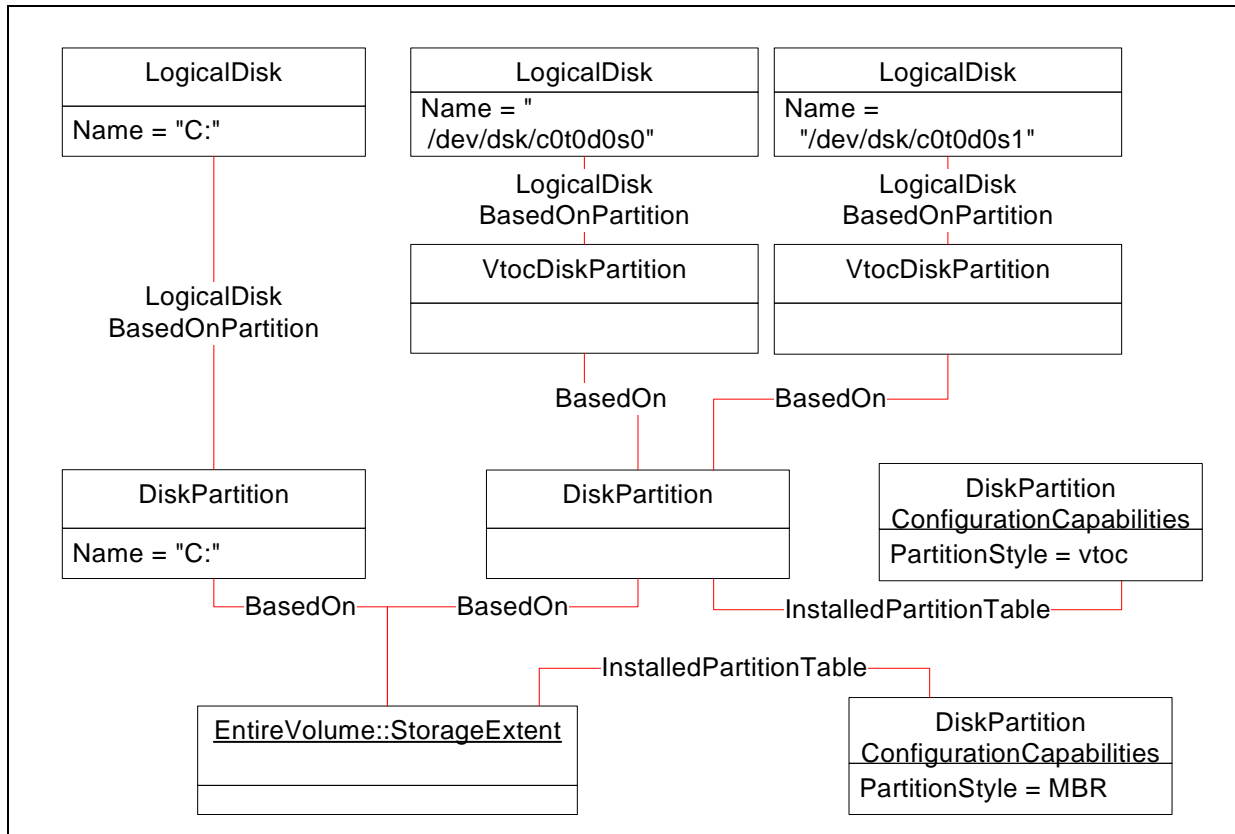 LogicalDisk
Name = "C:"
LogicalDisk
Name = "
/dev/dsk/c0t0d0s0"
LogicalDisk
Name =
"/dev/dsk/c0t0d0s1"
LogicalDisk
BasedOnPartition
LogicalDisk
BasedOnPartition
LogicalDisk
BasedOnPartition
VtocDiskPartition
VtocDiskPartition
BasedOn
BasedOn
DiskPartition
Name = "C:"
DiskPartition
DiskPartition
ConfigurationCapabilities
PartitionStyle = vtoc
BasedOn
BasedOn
InstalledPartitionTable
InstalledPartitionTable
EntireVolume::StorageExtent
DiskPartition
ConfigurationCapabilities
PartitionStyle = MBR